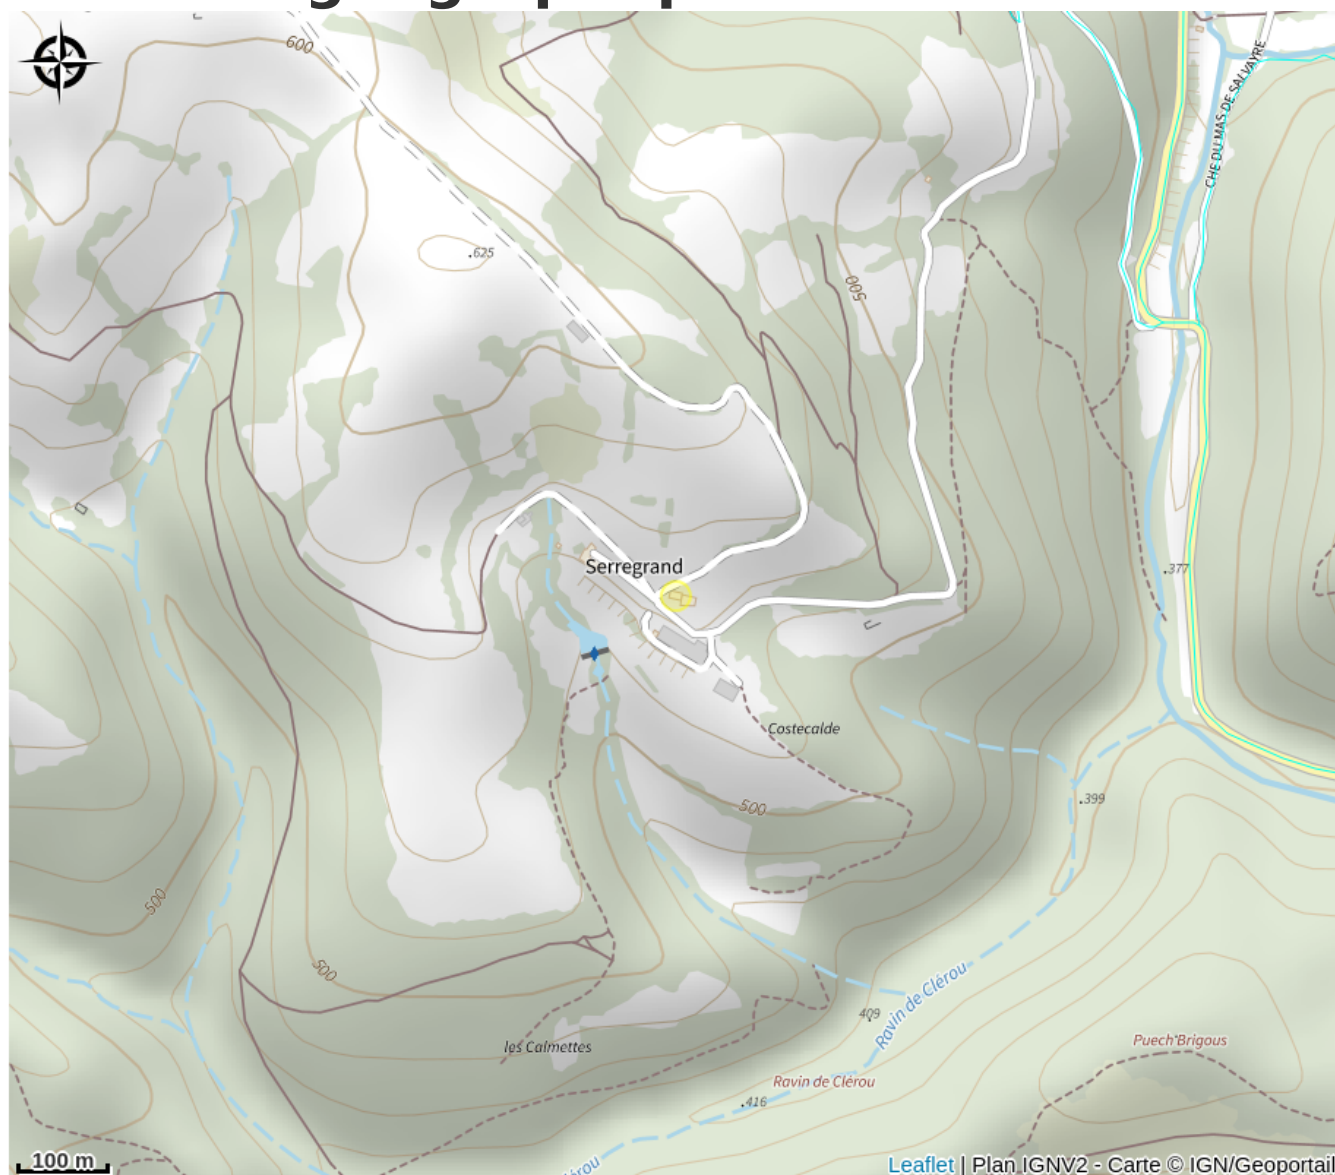 600
CHE DU MAS DE SALVAYRE
.625
500
Serregrand
.377
Costecalde
.399
500
500
500
409
Ravin de Clérou
Puech Brigous
les Calmettes
Ravin de Clérou
.416
100 m
Leaflet | Plan IGNV2 - Carte © IGN/Geoportail